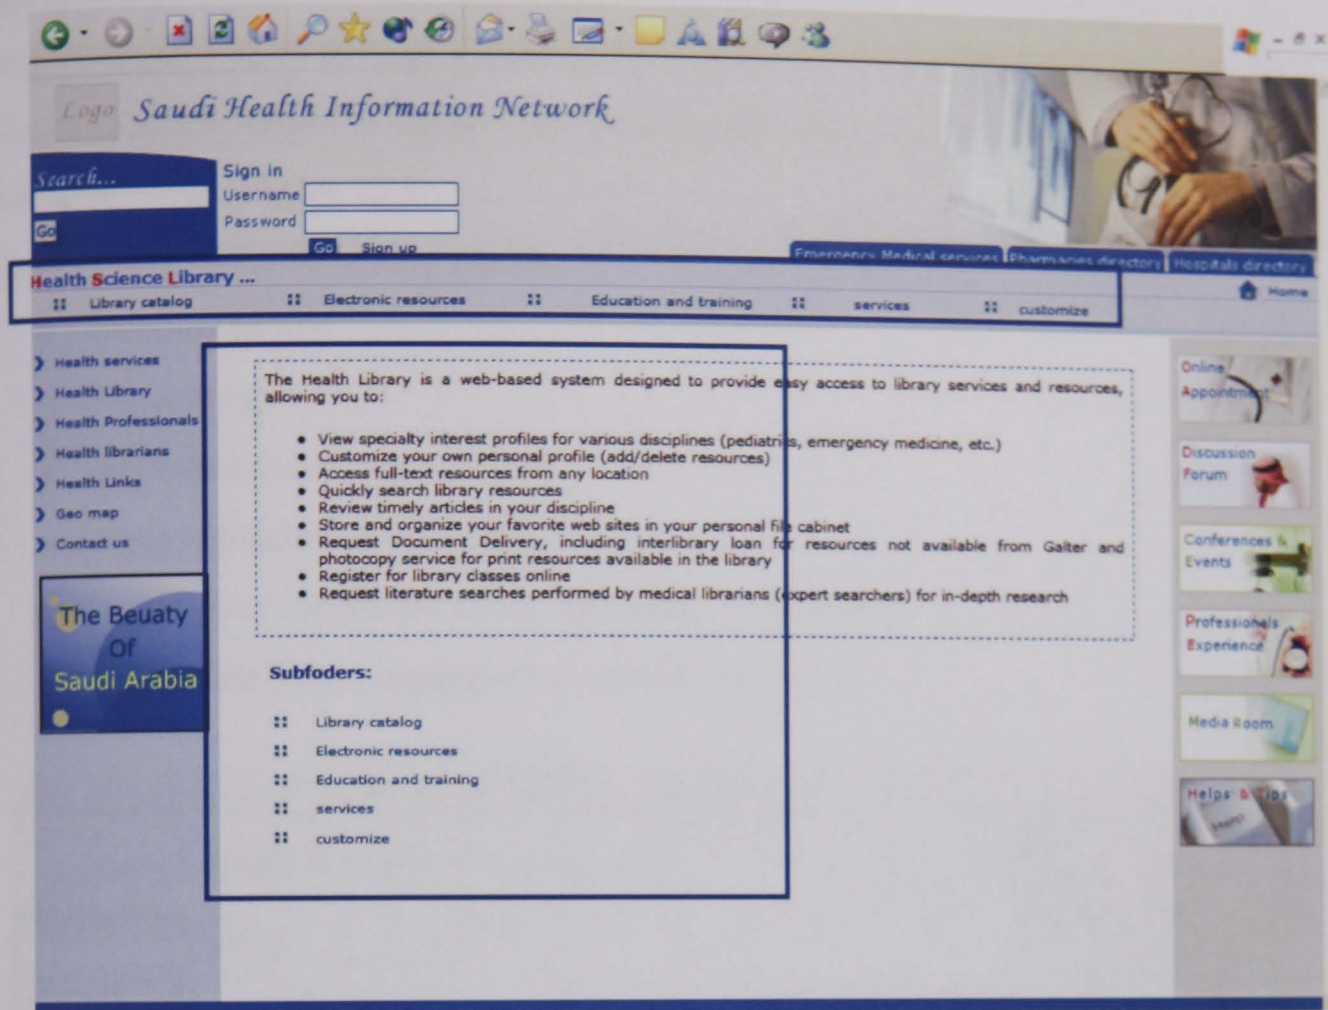 Logo Saudi Health Information Network
Search...
Go
Sign in
Username
Password
Go Sign up
Emergency Medical services Pharmacies directory Hospitals directory
Health Science Library ...
Library catalog Electronic resources Education and training services customize
Home
Health services
Health Library
Health Professionals
Health librarians
Health Links
Geo map
Contact us
The Beuaty
Of
Saudi Arabia
The Health Library is a web-based system designed to provide easy access to library services and resources,
allowing you to:
• View specialty interest profiles for various disciplines (pediatrics, emergency medicine, etc.)
• Customize your own personal profile (add/delete resources)
• Access full-text resources from any location
• Quickly search library resources
• Review timely articles in your discipline
• Store and organize your favorite web sites in your personal file cabinet
• Request Document Delivery, including interlibrary loan for resources not available from Galter and
photocopy service for print resources available in the library
• Register for library classes online
• Request literature searches performed by medical librarians (expert searchers) for in-depth research
Subfoders:
Library catalog
Electronic resources
Education and training
services
customize
Online
Appointment
Discussion
Forum
Conferences &
Events
Professionals
Experience
Media Room
Helps & Tips
Help